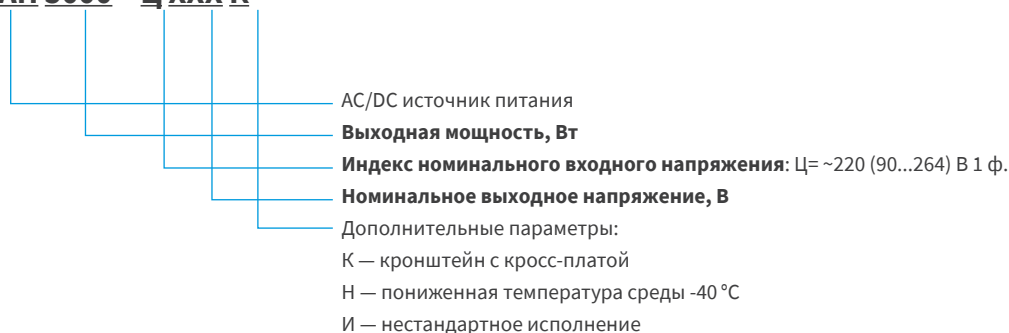 AC/DC источник питания
Выходная мощность, Вт
Индекс номинального входного напряжения: Ц= ~220 (90...264) В 1 ф.
Номинальное выходное напряжение, В
Дополнительные параметры:
К — кронштейн с кросс-платой
Н — пониженная температура среды -40 °C
И — нестандартное исполнение